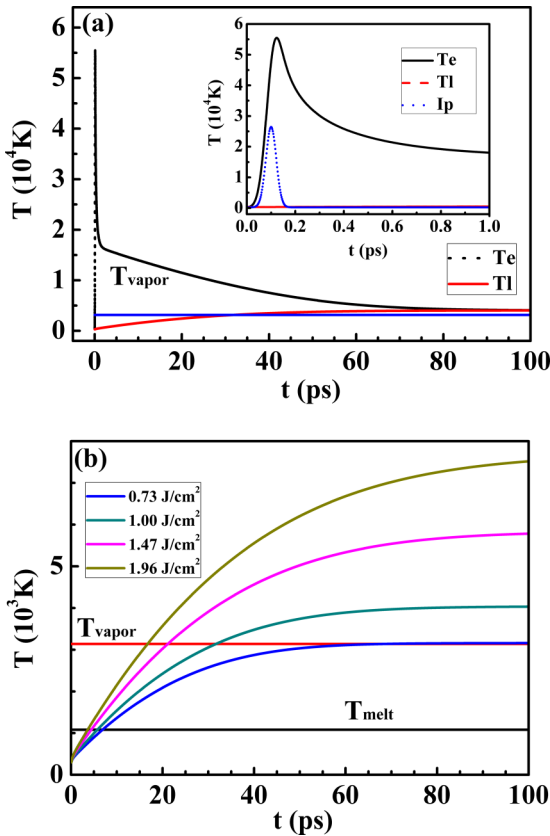 (a)
T (10⁴K)
6
5
4
3
2
1
0
T (10⁴K)
6
5
4
3
2
1
0
Te
Tl
Ip
0.0 0.2 0.4 0.6 0.8 1.0
t (ps)
Tvapor
Te
Tl
0 20 40 60 80 100
t (ps)
(b)
0.73 J/cm²
1.00 J/cm²
1.47 J/cm²
1.96 J/cm²
T (10³K)
5
0
Tvapor
Tmelt
0 20 40 60 80 100
t (ps)